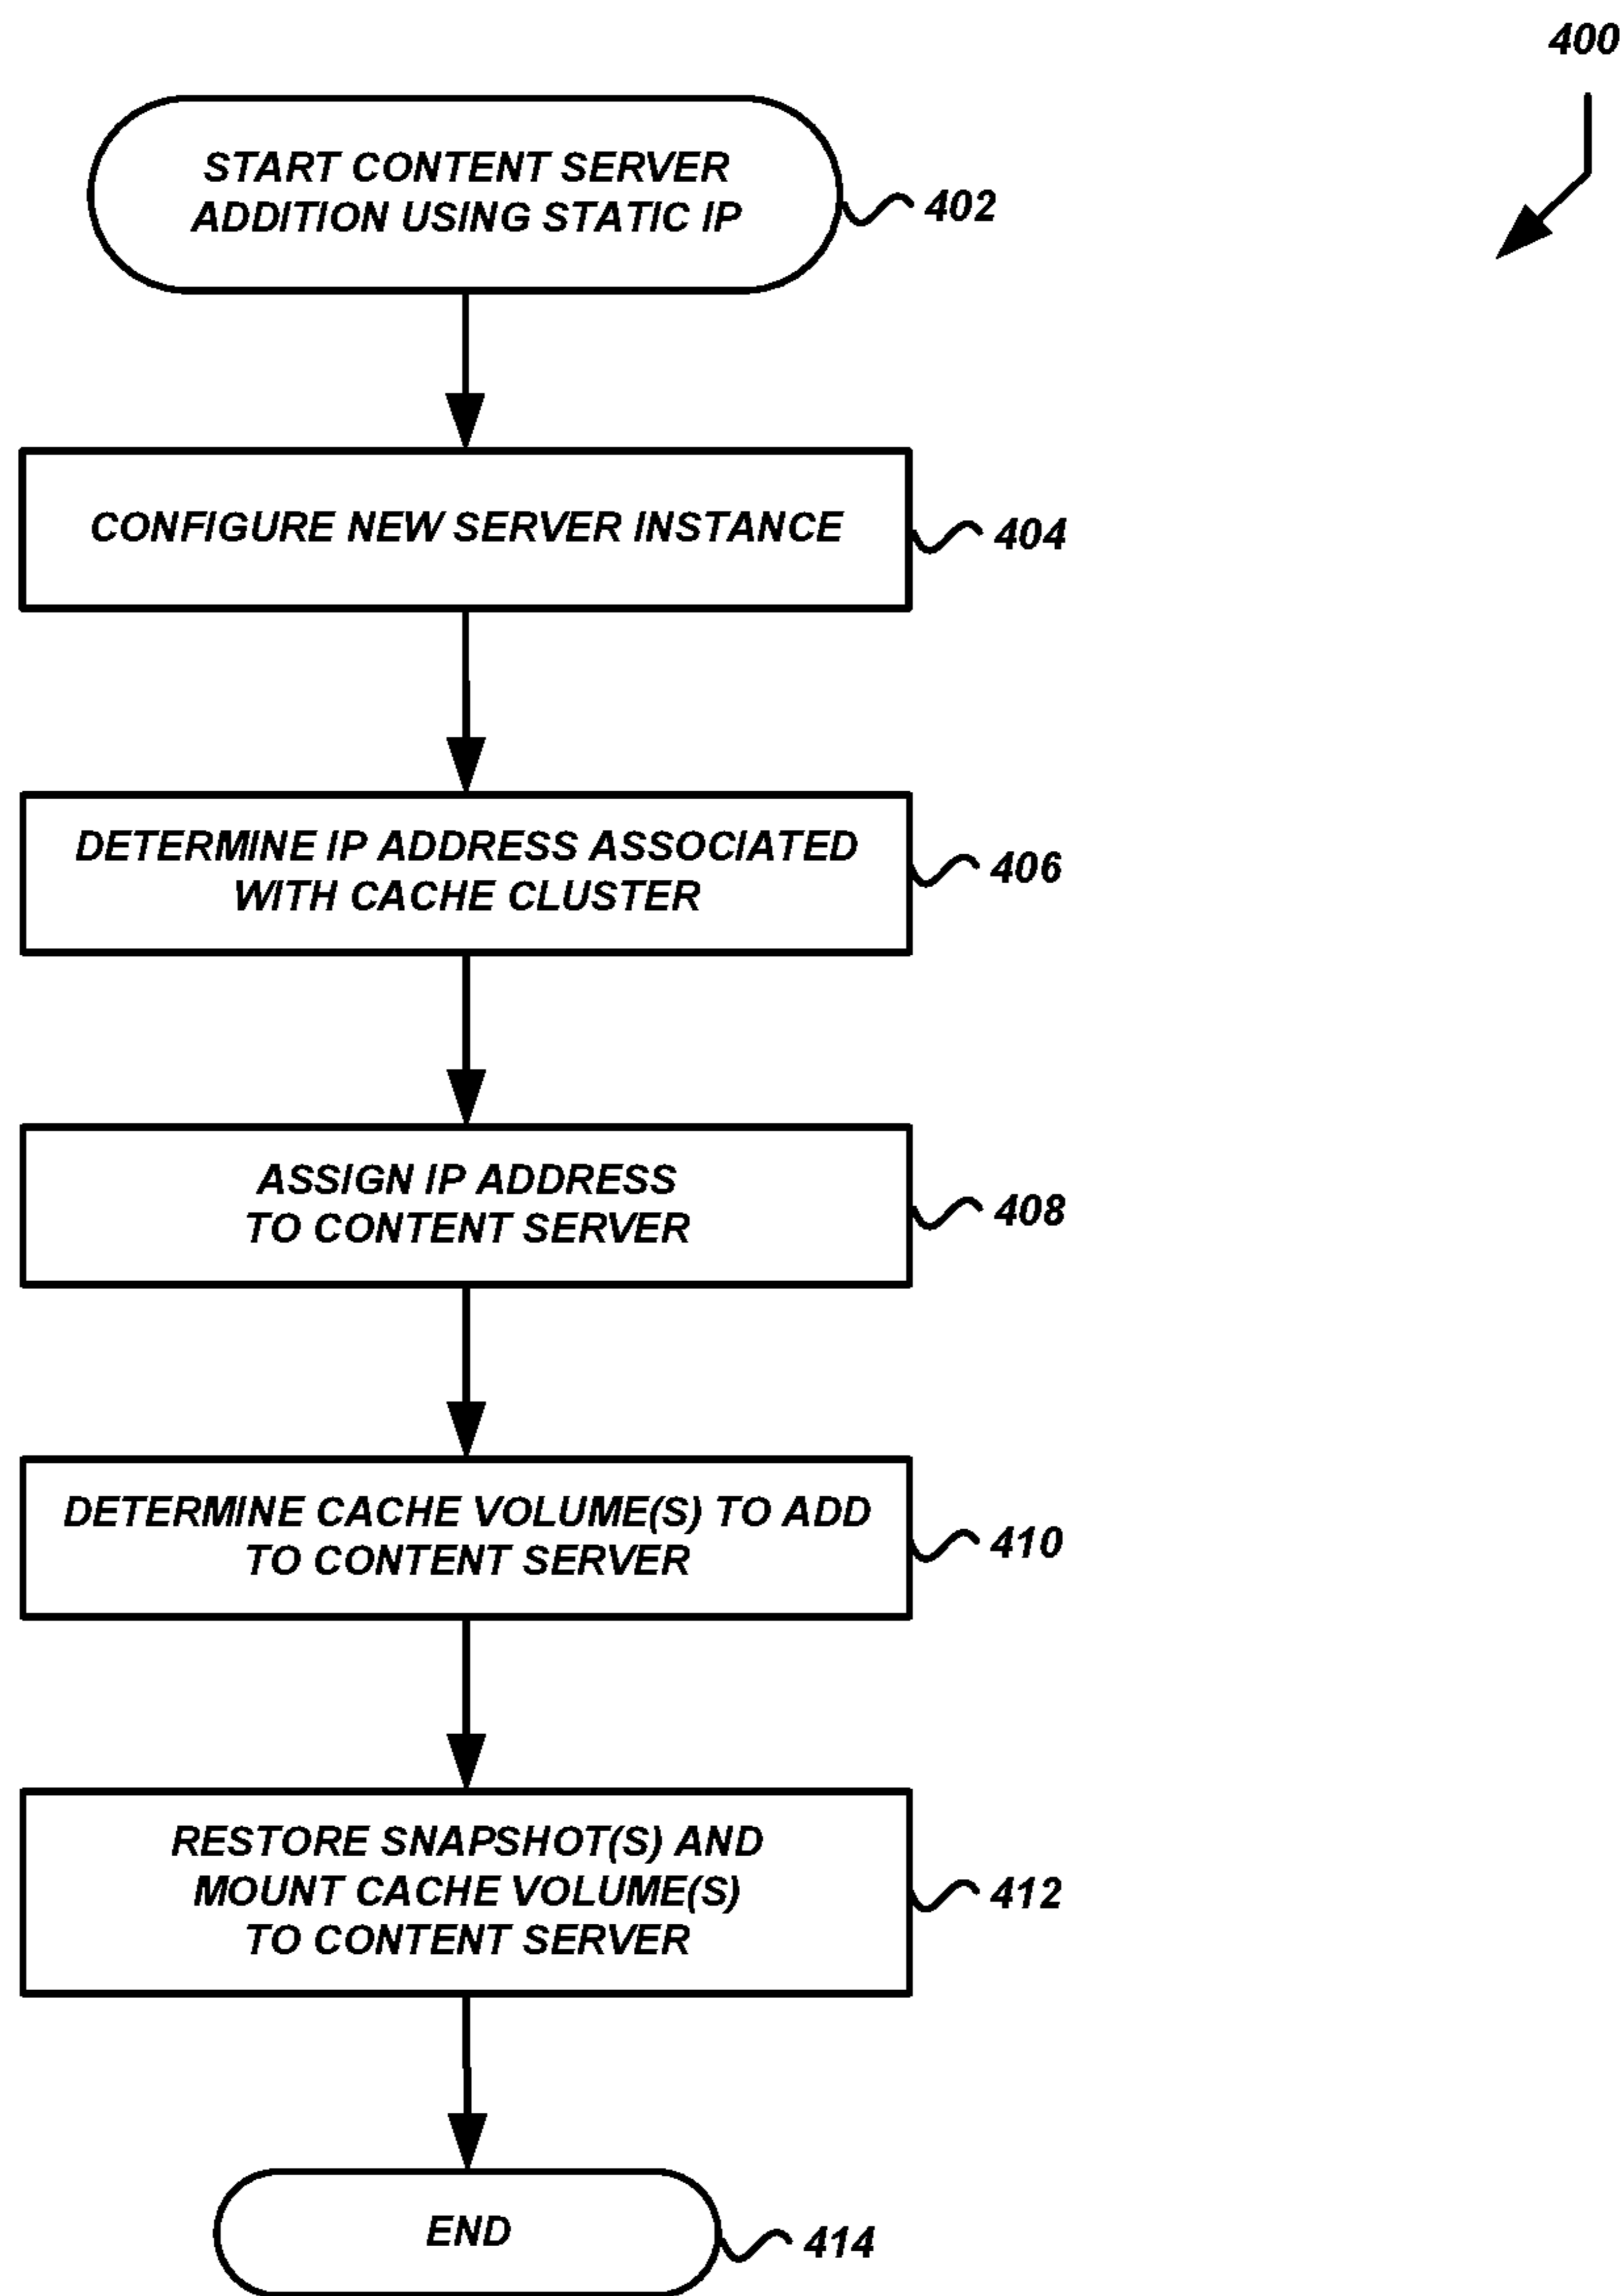 400
START CONTENT SERVER
ADDITION USING STATIC IP
402
CONFIGURE NEW SERVER INSTANCE
404
DETERMINE IP ADDRESS ASSOCIATED
WITH CACHE CLUSTER
406
ASSIGN IP ADDRESS
TO CONTENT SERVER
408
DETERMINE CACHE VOLUME(S) TO ADD
TO CONTENT SERVER
410
RESTORE SNAPSHOT(S) AND
MOUNT CACHE VOLUME(S)
TO CONTENT SERVER
412
END
414